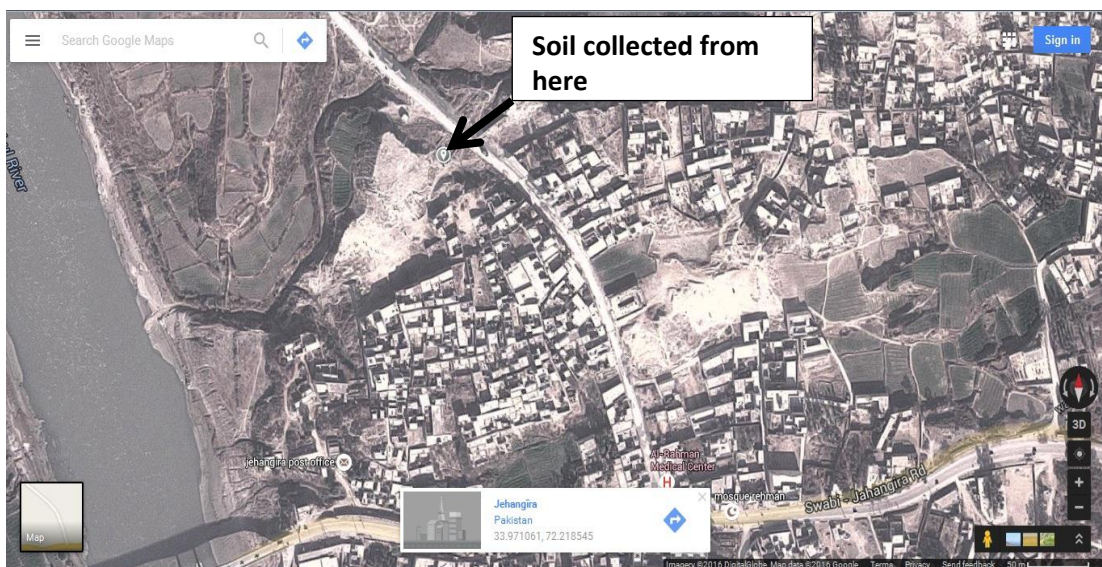 Search Google Maps
Soil collected from
here
Sign in
River
3D
jehangira post office
Al-Rahman
Medical Center
H
mosque rehman
Swabi - Jahangira Rd
Map
Jehangira
Pakistan
33.971061, 72.218545
Imagery ©2016 DigitalGlobe, Map data ©2016 Google Terms Privacy Send feedback 50 m